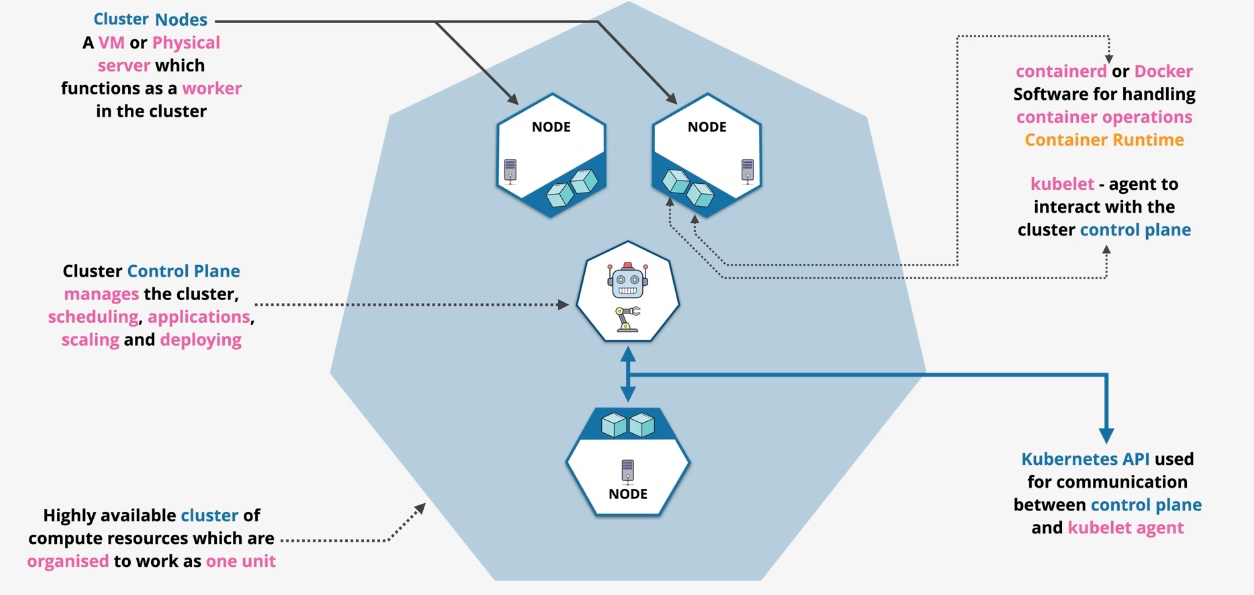 Cluster Nodes
A VM or Physical
server which
functions as a worker
in the cluster
NODE
NODE
containerd or Docker
Software for handling
container operations
Container Runtime
kubelet - agent to
interact with the
cluster control plane
Cluster Control Plane
manages the cluster,
scheduling, applications,
scaling and deploying
NODE
Kubernetes API used
for communication
between control plane
and kubelet agent
Highly available cluster of
compute resources which are
organised to work as one unit